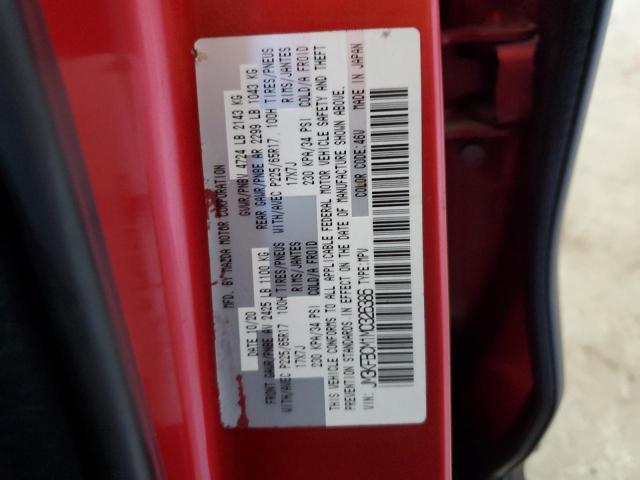 MFD. BY MAZDA MOTOR CORPORATION
DATE 10/20 GVWR/PNBV 4724 LB 2143 KG
FRONT GAWR/PNBE AV 2425 LB 1100 KG REAR GAWR/PNBE AR 2299 LB 1043 KG
WITH/AVEC P225/65R17 100H TIRES/PNEUS WITH/AVEC P225/65R17 100H TIRES/PNEUS
17X7J RIMS/JANTES 17X7J RIMS/JANTES
230 KPA/34 PSI COLD/A FROID 230 KPA/34 PSI COLD/A FROID
THIS VEHICLE CONFORMS TO ALL APPLICABLE FEDERAL MOTOR VEHICLE SAFETY AND THEFT
PREVENTION STANDARDS IN EFFECT ON THE DATE OF MANUFACTURE SHOWN ABOVE.
VIN: JM3KFBCM1M0326386 TYPE:MPV COLOR CODE:46V MADE IN JAPAN